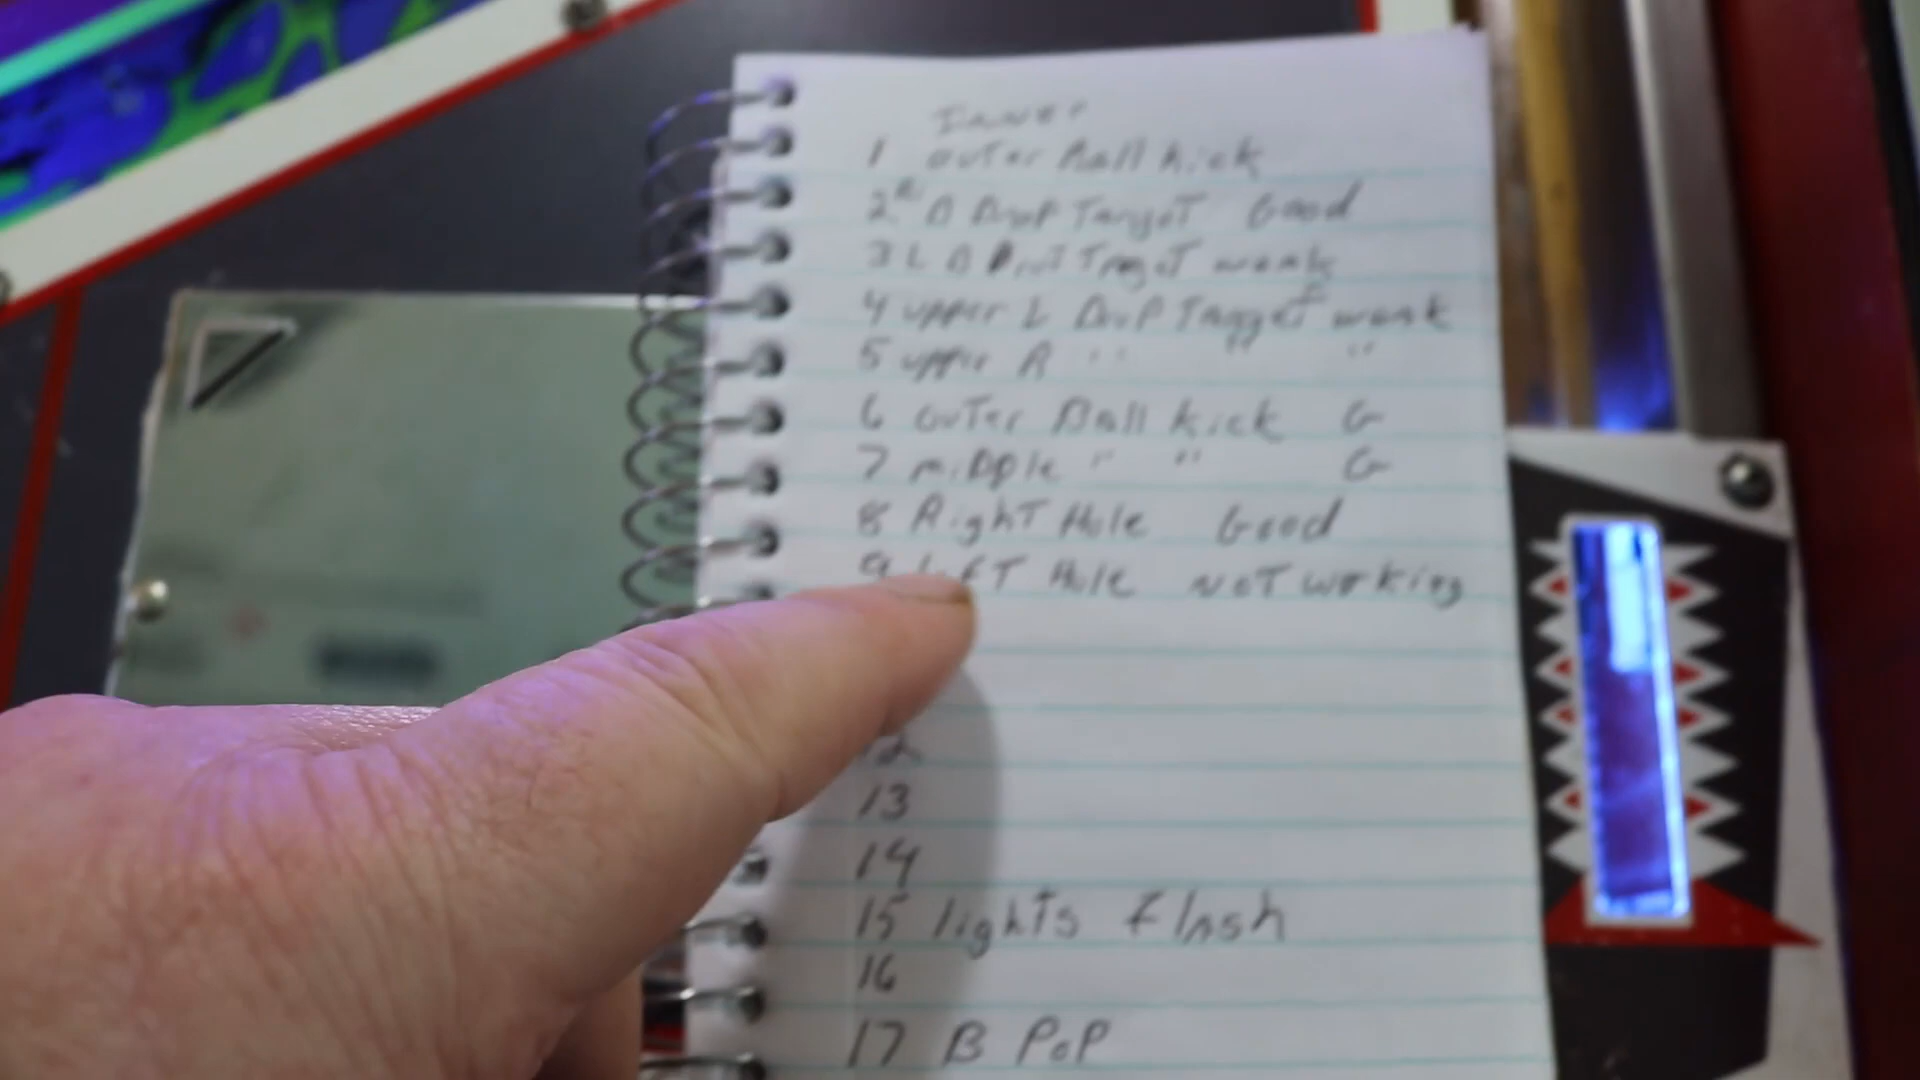 Inner
1 outer Ball kick
2 R B Drop Target Good
3 L B Target weak
4 upper L Drop Target weak
5 upper R " " "
6 outer Ball kick G
7 middle " " G
8 Right Hole Good
9 Left Hole not working
12
13
14
15 lights flash
16
17 B PoP